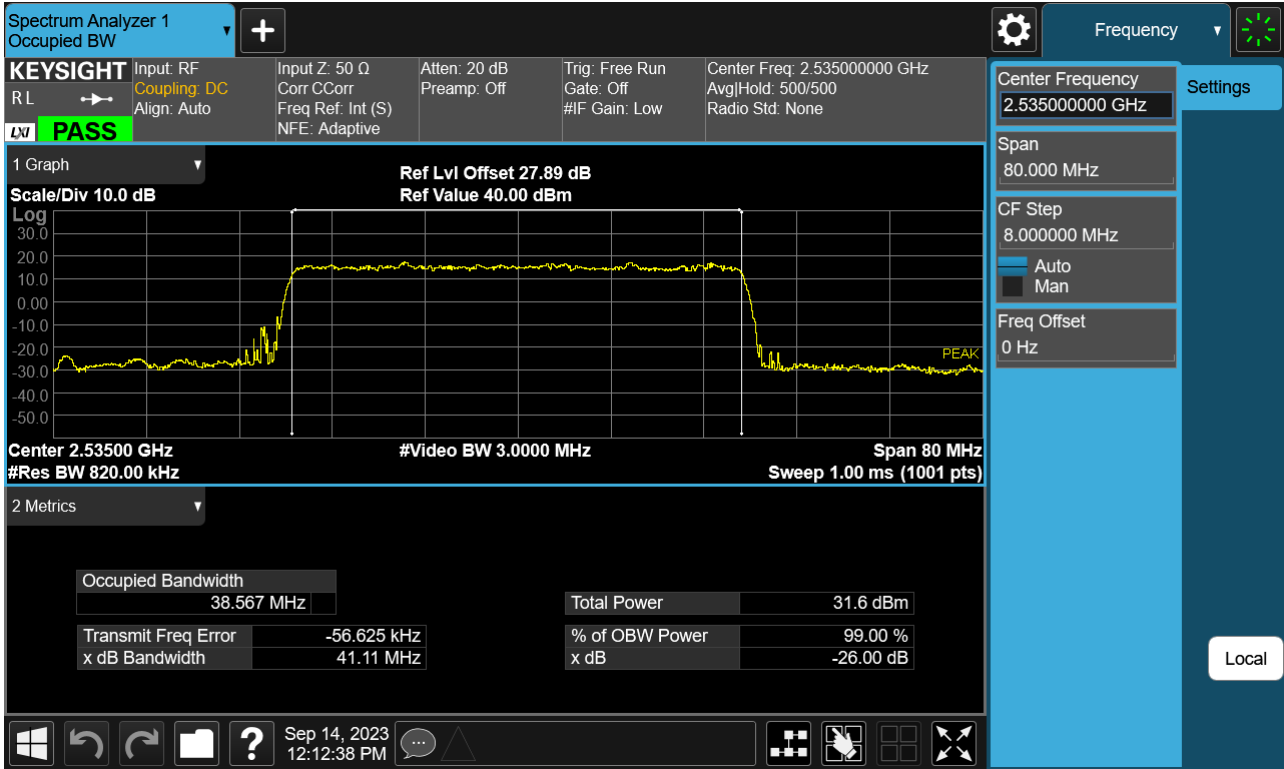 Spectrum Analyzer 1
Occupied BW
Frequency
KEYSIGHT
R L
LXI
PASS
Input: RF
Coupling: DC
Align: Auto
Input Z: 50 Ω
Corr CCorr
Freq Ref: Int (S)
NFE: Adaptive
Atten: 20 dB
Preamp: Off
Trig: Free Run
Gate: Off
#IF Gain: Low
Center Freq: 2.535000000 GHz
Avg|Hold: 500/500
Radio Std: None
Center Frequency
2.535000000 GHz
Settings
Span
80.000 MHz
CF Step
8.000000 MHz
Auto
Man
Freq Offset
0 Hz
Local
1 Graph
Scale/Div 10.0 dB
Ref Lvl Offset 27.89 dB
Ref Value 40.00 dBm
Log
30.0
20.0
10.0
0.00
-10.0
-20.0
-30.0
-40.0
-50.0
PEAK
Center 2.53500 GHz
#Video BW 3.0000 MHz
Span 80 MHz
#Res BW 820.00 kHz
Sweep 1.00 ms (1001 pts)
2 Metrics
Occupied Bandwidth
38.567 MHz
Total Power 31.6 dBm
Transmit Freq Error -56.625 kHz
% of OBW Power 99.00 %
x dB Bandwidth 41.11 MHz
x dB -26.00 dB
?
Sep 14, 2023
12:12:38 PM